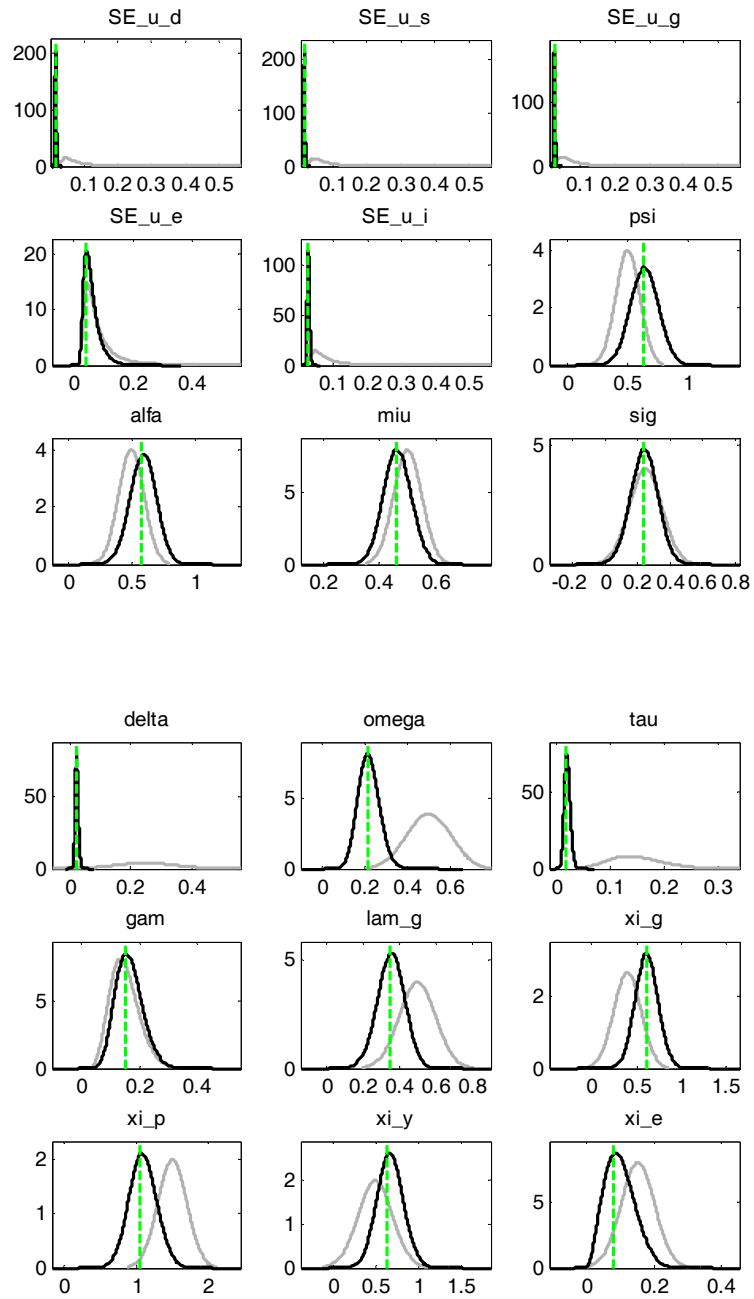 SE_u_d SE_u_s SE_u_g
200 200
100 100 100
0 0 0
0.1 0.2 0.3 0.4 0.5 0.1 0.2 0.3 0.4 0.5 0.1 0.2 0.3 0.4 0.5
SE_u_e SE_u_i psi
20 100 4
10 50 2
0 0 0
0 0.2 0.4 0.1 0.2 0.3 0.4 0.5 0 0.5 1
alfa miu sig
4 5 5
2
0 0 0
0 0.5 1 0.2 0.4 0.6 -0.2 0 0.2 0.4 0.6 0.8
delta omega tau
50 5 50
0 0 0
0 0.2 0.4 0 0.2 0.4 0.6 0 0.1 0.2 0.3
gam lam_g xi_g
5 5 2
0 0 0
0 0.2 0.4 0 0.2 0.4 0.6 0.8 0 0.5 1 1.5
xi_p xi_y xi_e
2 2 5
1 1
0 0 0
0 1 2 0 0.5 1 1.5 0 0.2 0.4